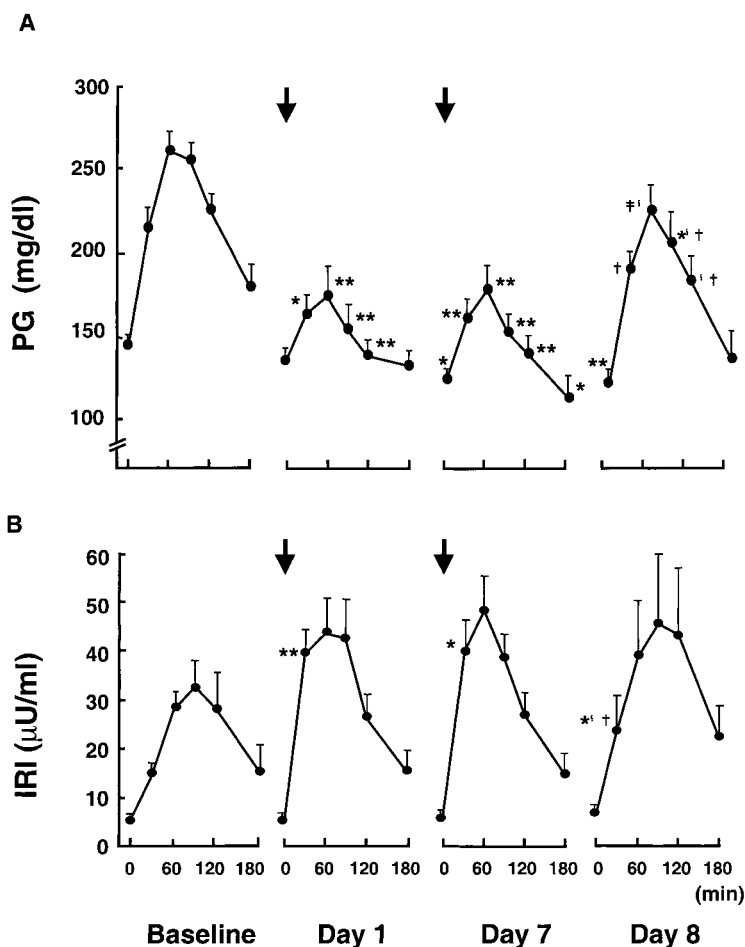 A
PG (mg/dl)
300
250
200
150
100
* ** ** **
* ** ** ** ** *
** † ‡ * † †
B
IRI (µU/ml)
60
50
40
30
20
10
0
**
*
* †
0 60 120 180 0 60 120 180 0 60 120 180 0 60 120 180
(min)
Baseline Day 1 Day 7 Day 8